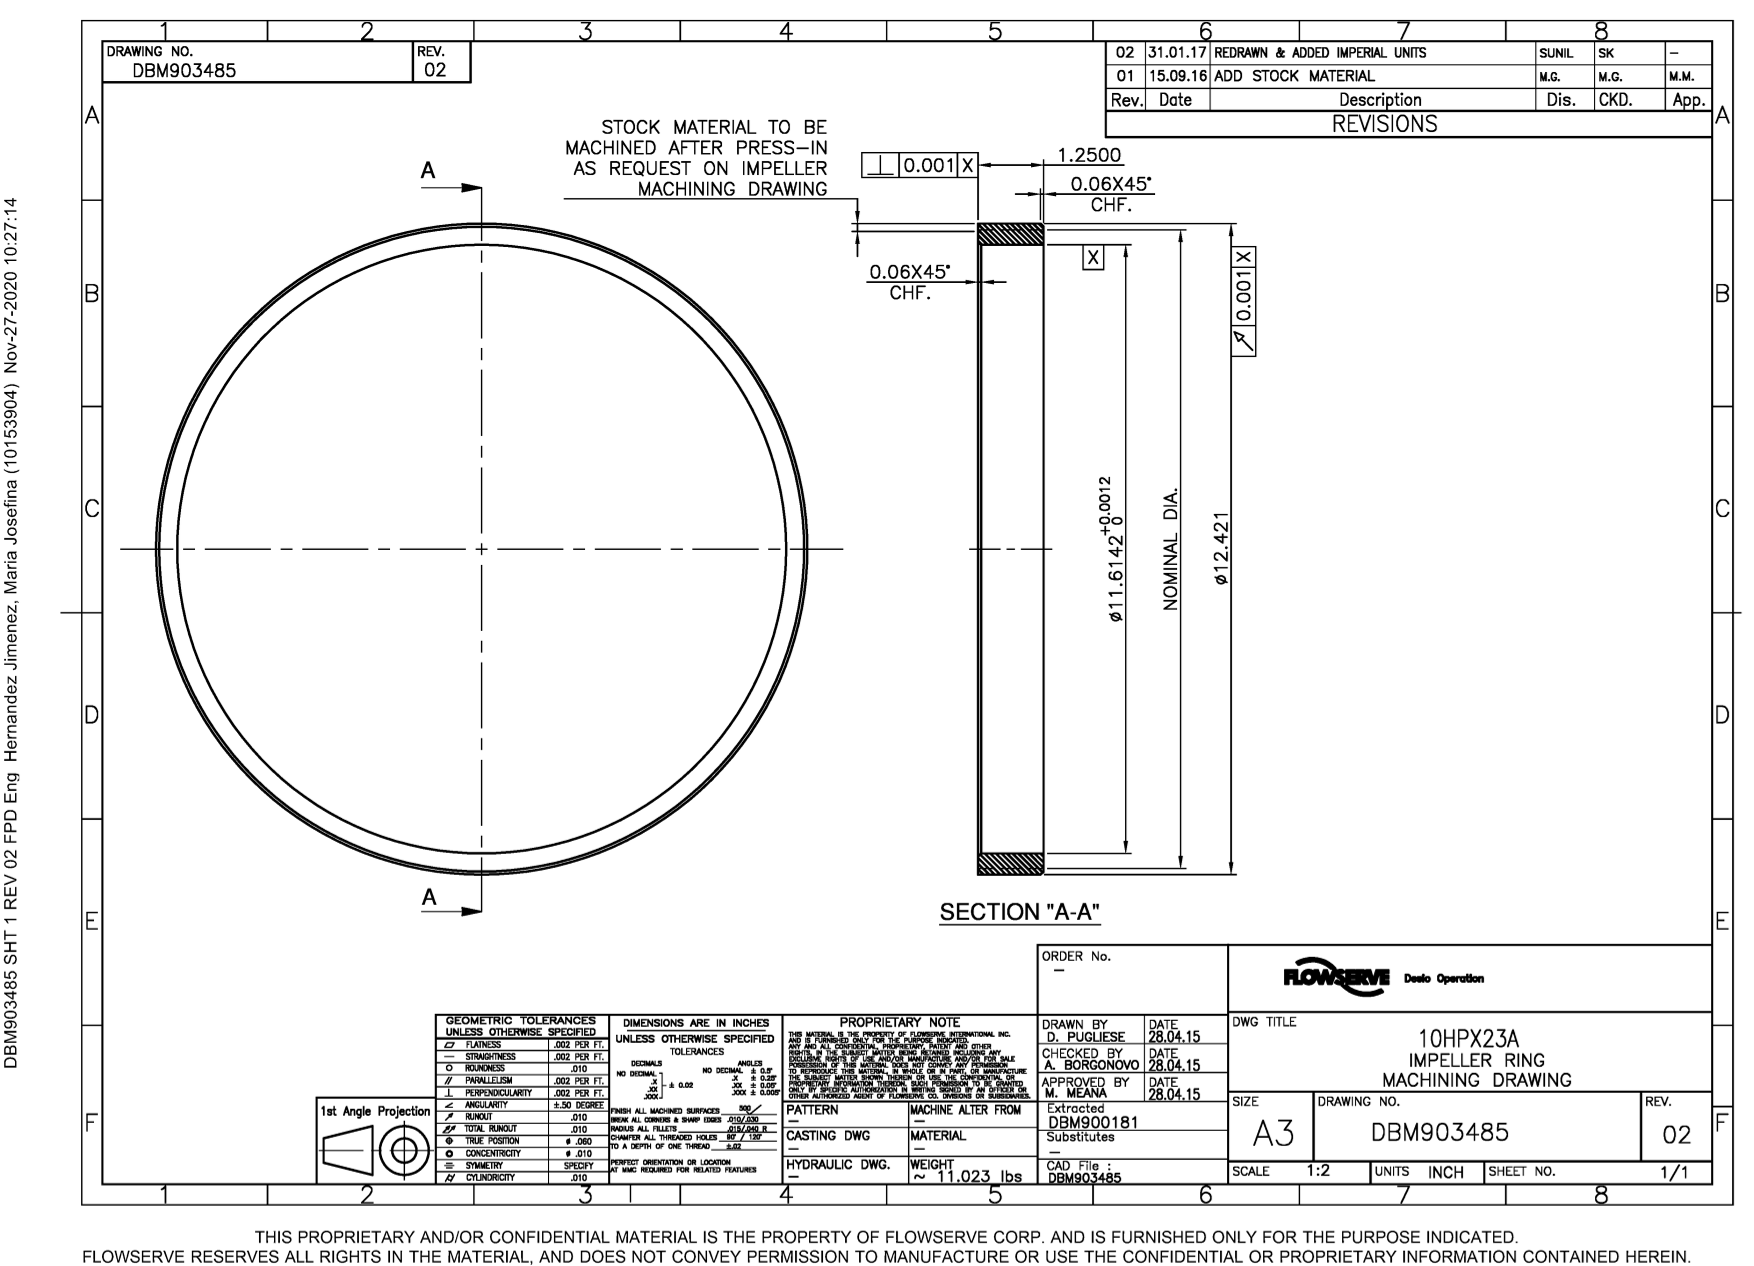 1 2 3 4 5 6 7 8
DRAWING NO.
DBM903485
REV.
02
02 31.01.17 REDRAWN & ADDED IMPERIAL UNITS SUNIL SK –
01 15.09.16 ADD STOCK MATERIAL M.G. M.G. M.M.
Rev. Date Description Dis. CKD. App.
REVISIONS
A A
B B
C C
D D
E E
F F
STOCK MATERIAL TO BE
MACHINED AFTER PRESS–IN
AS REQUEST ON IMPELLER
MACHINING DRAWING
A
A
⊥ 0.001 X
1.2500
0.06X45°
CHF.
0.06X45°
CHF.
X
↗ 0.001 X
ø11.6142 +0.0012 0
NOMINAL DIA.
ø12.421
SECTION "A-A"
DBM903485 SHT 1 REV 02 FPD Eng Hernandez Jimenez, Maria Josefina (10153904) Nov-27-2020 10:27:14
1st Angle Projection
GEOMETRIC TOLERANCES
UNLESS OTHERWISE SPECIFIED
FLATNESS .002 PER FT.
STRAIGHTNESS .002 PER FT.
ROUNDNESS .010
PARALLELISM .002 PER FT.
PERPENDICULARITY .002 PER FT.
ANGULARITY ±.50 DEGREE
RUNOUT .010
TOTAL RUNOUT .010
TRUE POSITION ø .060
CONCENTRICITY ø .010
SYMMETRY SPECIFY
CYLINDRICITY .010
DIMENSIONS ARE IN INCHES
UNLESS OTHERWISE SPECIFIED
TOLERANCES
DECIMALS ANGLES
NO DECIMAL NO DECIMAL ± 0.5°
.X .X ± 0.25°
.XX ± 0.02 .XX ± 0.05°
.XXX .XXX ± 0.005°
FINISH ALL MACHINED SURFACES 500
BREAK ALL CORNERS & SHARP EDGES .010/.030
RADIUS ALL FILLETS .015/.040 R
CHAMFER ALL THREADED HOLES 90° / 120°
TO A DEPTH OF ONE THREAD ±.02
PERFECT ORIENTATION OR LOCATION
AT MMC REQUIRED FOR RELATED FEATURES
PROPRIETARY NOTE
THIS MATERIAL IS THE PROPERTY OF FLOWSERVE INTERNATIONAL INC.
AND IS FURNISHED ONLY FOR THE PURPOSE INDICATED.
ANY AND ALL CONFIDENTIAL, PROPRIETARY, PATENT AND OTHER
RIGHTS, IN THE SUBJECT MATTER BEING RETAINED INCLUDING ANY
EXCLUSIVE RIGHTS OF USE AND/OR MANUFACTURE AND/OR FOR SALE
POSSESSION OF THIS MATERIAL DOES NOT CONVEY ANY PERMISSION
TO REPRODUCE THIS MATERIAL, IN WHOLE OR IN PART, OR MANUFACTURE
THE SUBJECT MATTER SHOWN THEREIN OR USE THE CONFIDENTIAL OR
PROPRIETARY INFORMATION THEREON. SUCH PERMISSION TO BE GRANTED
ONLY BY SPECIFIC AUTHORIZATION IN WRITING SIGNED BY AN OFFICER OR
OTHER AUTHORIZED AGENT OF FLOWSERVE CO. DIVISIONS OR SUBSIDIARIES.
PATTERN
–
MACHINE ALTER FROM
–
CASTING DWG
–
MATERIAL
–
HYDRAULIC DWG.
–
WEIGHT
~ 11.023 lbs
ORDER No.
–
DRAWN BY DATE
D. PUGLIESE 28.04.15
CHECKED BY DATE
A. BORGONOVO 28.04.15
APPROVED BY DATE
M. MEANA 28.04.15
Extracted
DBM900181
Substitutes
–
CAD File :
DBM903485
FLOWSERVE Desio Operation
DWG TITLE
10HPX23A
IMPELLER RING
MACHINING DRAWING
SIZE
A3
DRAWING NO.
DBM903485
REV.
02
SCALE 1:2 UNITS INCH SHEET NO. 1/1
1 2 3 4 5 6 7 8
THIS PROPRIETARY AND/OR CONFIDENTIAL MATERIAL IS THE PROPERTY OF FLOWSERVE CORP. AND IS FURNISHED ONLY FOR THE PURPOSE INDICATED.
FLOWSERVE RESERVES ALL RIGHTS IN THE MATERIAL, AND DOES NOT CONVEY PERMISSION TO MANUFACTURE OR USE THE CONFIDENTIAL OR PROPRIETARY INFORMATION CONTAINED HEREIN.